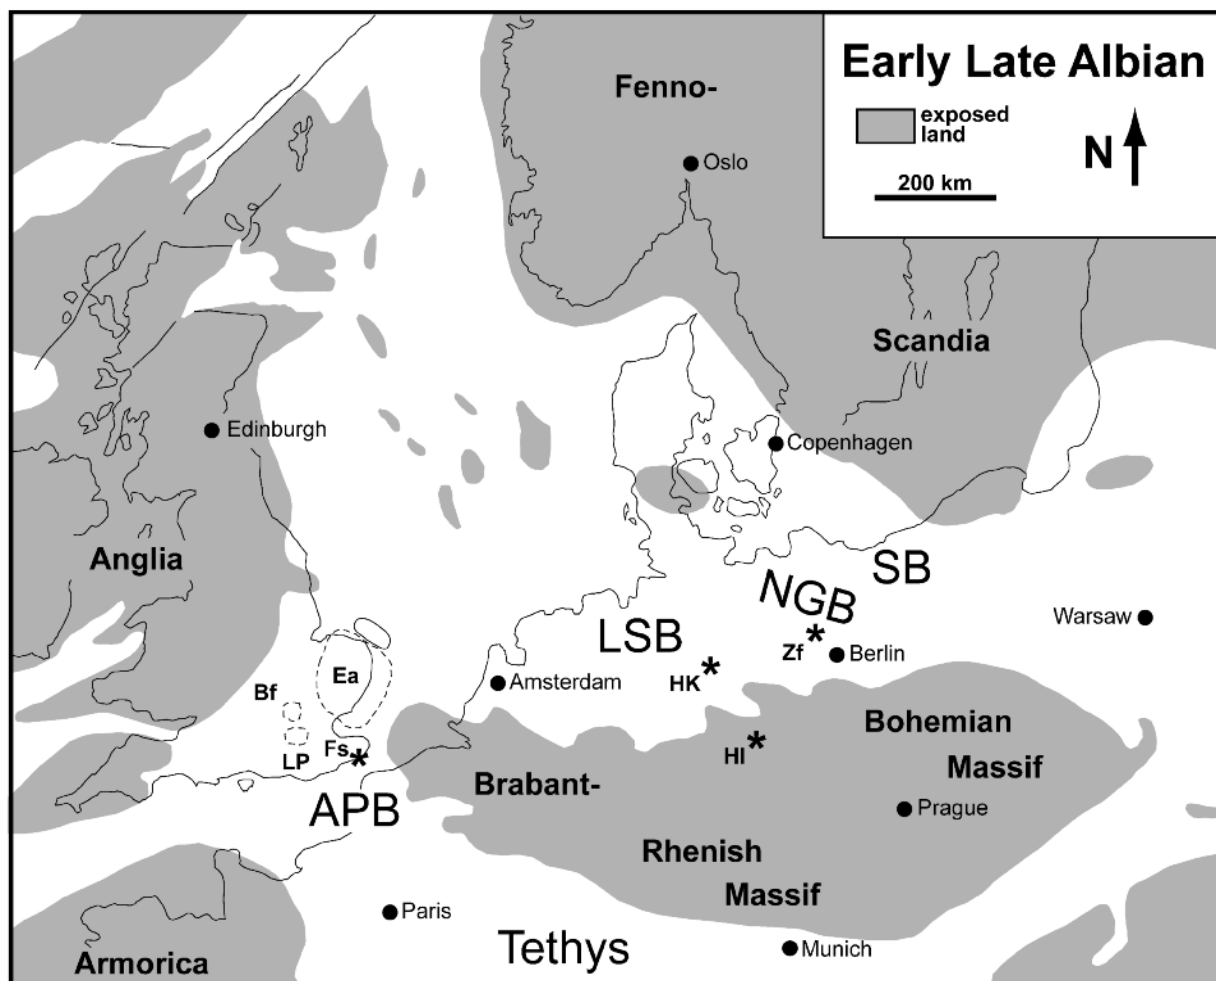 Early Late Albian
exposed
land
N
200 km
Fenno-
Oslo
Scandia
Edinburgh
Copenhagen
Anglia
SB
NGB
Warsaw
LSB
Zf
*
Berlin
Ea
Amsterdam
HK
*
Bf
Bohemian
Hl
*
LP
Fs
*
Massif
Brabant-
APB
Prague
Rhenish
Massif
Paris
Tethys
Munich
Armorica